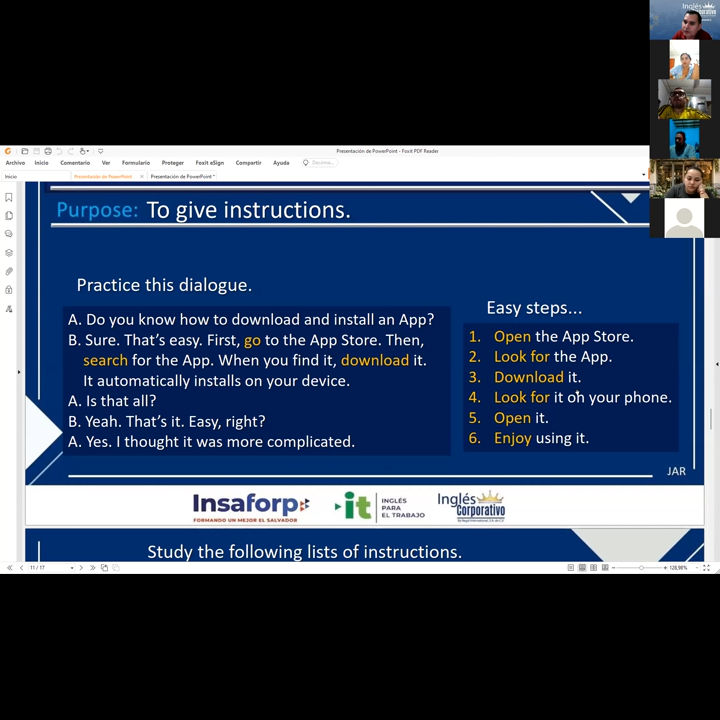 Presentación de PowerPoint - Foxit PDF Reader
Archivo Inicio Comentario Ver Formulario Proteger Foxit eSign Compartir Ayuda
Inicio Presentación de PowerPoint Presentación de PowerPoint *
Inglés
Corporativo
Purpose: To give instructions.
Practice this dialogue.
A. Do you know how to download and install an App?
B. Sure. That's easy. First, go to the App Store. Then,
search for the App. When you find it, download it.
It automatically installs on your device.
A. Is that all?
B. Yeah. That's it. Easy, right?
A. Yes. I thought it was more complicated.
Easy steps...
1. Open the App Store.
2. Look for the App.
3. Download it.
4. Look for it on your phone.
5. Open it.
6. Enjoy using it.
JAR
Insaforp
FORMANDO UN MEJOR EL SALVADOR
it INGLÉS
PARA
EL TRABAJO
Inglés
Corporativo
Study the following lists of instructions.
11 / 17
128,98%